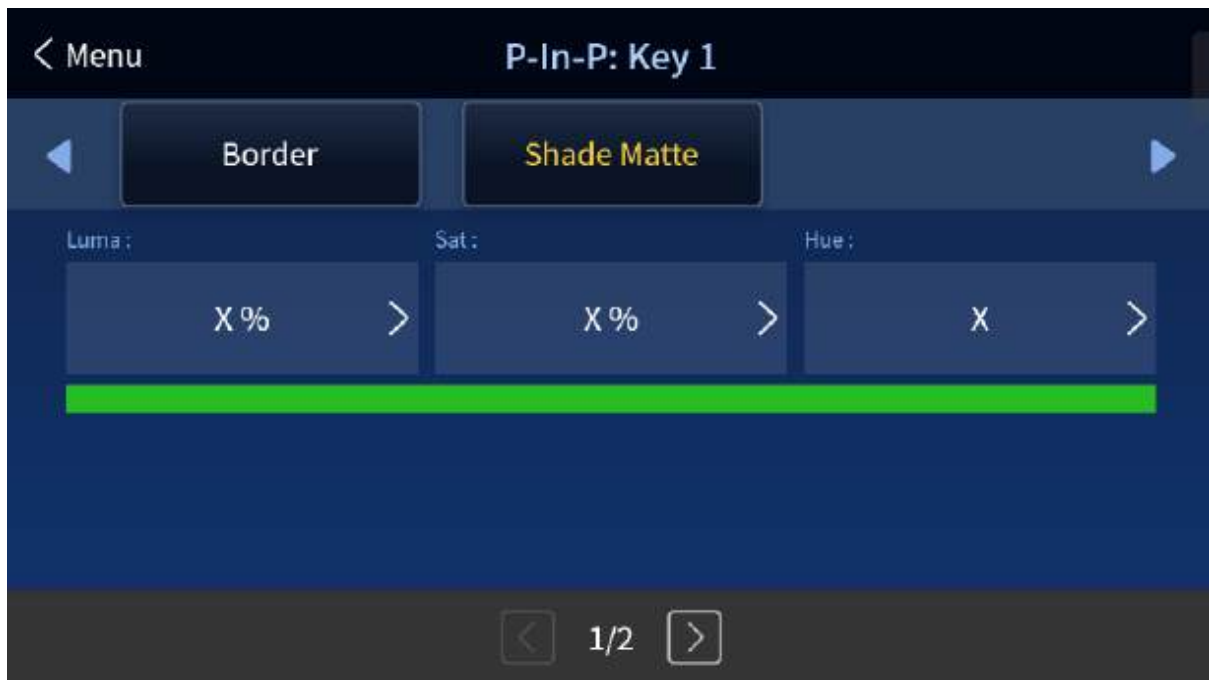 < Menu
P-In-P: Key 1
Border
Shade Matte
Luma :
Sat :
Hue :
X %
X %
X
1/2